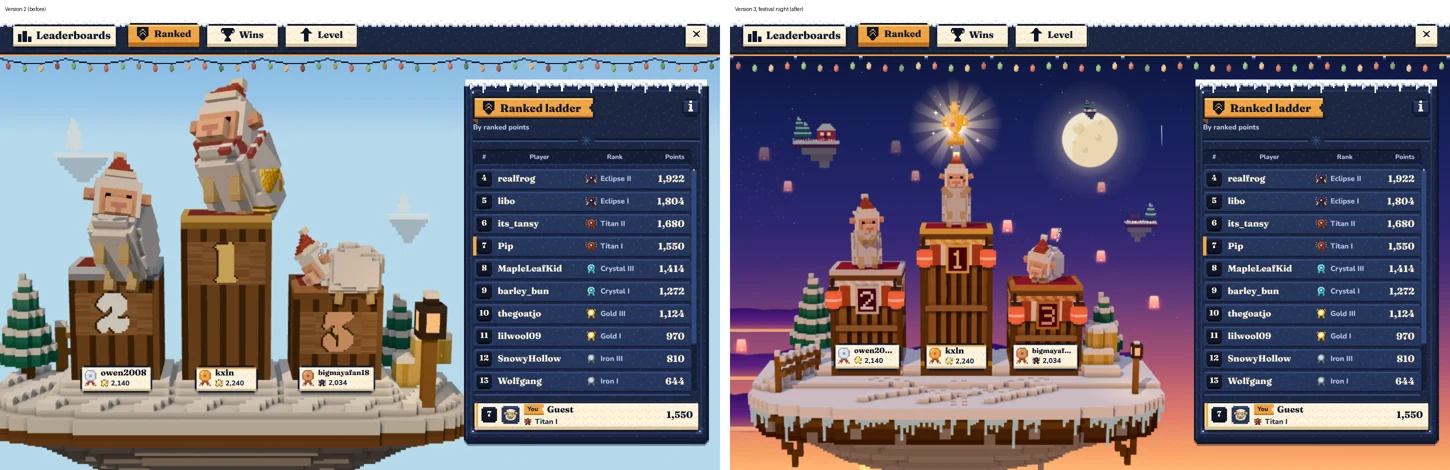 Version 2 (before)
Leaderboards
Ranked
Wins
Level
Ranked ladder
i
By ranked points
# Player Rank Points
4 realfrog Eclipse II 1,922
5 libo Eclipse I 1,804
6 its_tansy Titan II 1,680
7 Pip Titan I 1,550
8 MapleLeafKid Crystal III 1,414
9 barley_bun Crystal I 1,272
10 thegoatjo Gold III 1,124
11 lilwool09 Gold I 970
12 SnowyHollow Iron III 810
13 Wolfgang Iron I 644
7 You Guest 1,550
Titan I
2
1
3
owen2008
2,140
kxln
2,240
bigmayafan18
2,034
Version 3, festival night (after)
Leaderboards
Ranked
Wins
Level
Ranked ladder
i
By ranked points
# Player Rank Points
4 realfrog Eclipse II 1,922
5 libo Eclipse I 1,804
6 its_tansy Titan II 1,680
7 Pip Titan I 1,550
8 MapleLeafKid Crystal III 1,414
9 barley_bun Crystal I 1,272
10 thegoatjo Gold III 1,124
11 lilwool09 Gold I 970
12 SnowyHollow Iron III 810
13 Wolfgang Iron I 644
7 You Guest 1,550
Titan I
2
1
3
owen20...
2,140
kxln
2,240
bigmayaf...
2,034